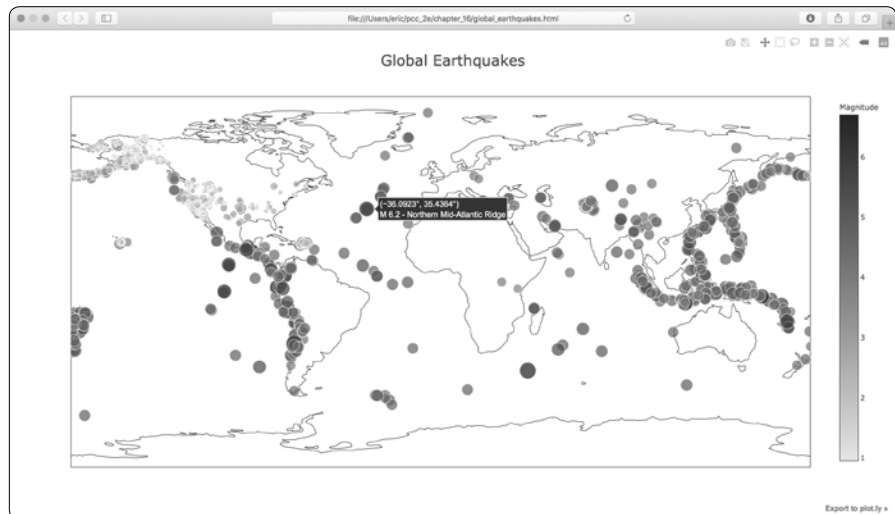 file:///Users/eric/pcc_2e/chapter_16/global_earthquakes.html
Global Earthquakes
Magnitude
6
5
4
3
2
1
(−36.0923°, 35.4364°)
M 6.2 - Northern Mid-Atlantic Ridge
Export to plot.ly »